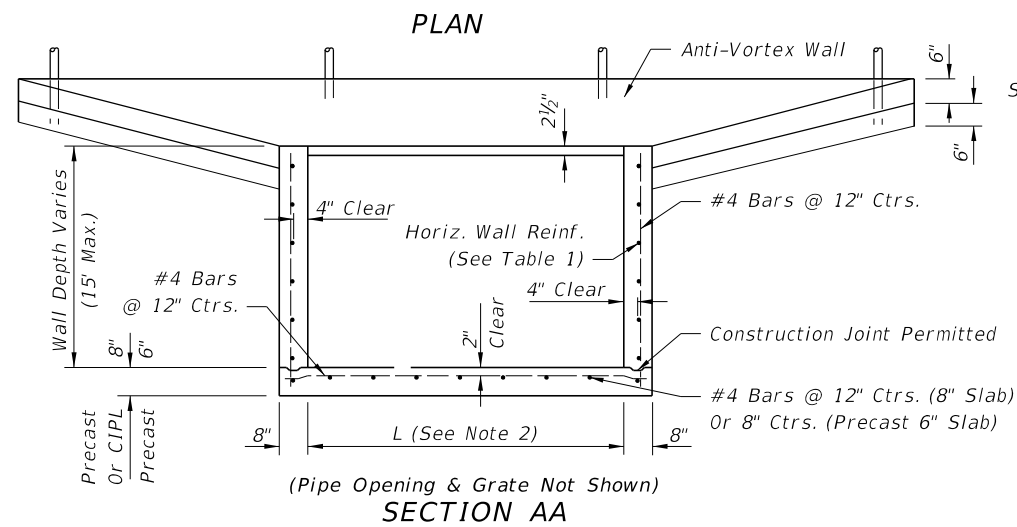 PLAN
Anti-Vortex Wall
6"
S
2½"
6"
Wall Depth Varies
(15' Max.)
4" Clear
#4 Bars @ 12" Ctrs.
Horiz. Wall Reinf.
(See Table 1)
#4 Bars
@ 12" Ctrs.
4" Clear
2"
Clear
Construction Joint Permitted
8"
6"
#4 Bars @ 12" Ctrs. (8" Slab)
Or 8" Ctrs. (Precast 6" Slab)
Precast
Or CIPL
Precast
8"
L (See Note 2)
8"
(Pipe Opening & Grate Not Shown)
SECTION AA